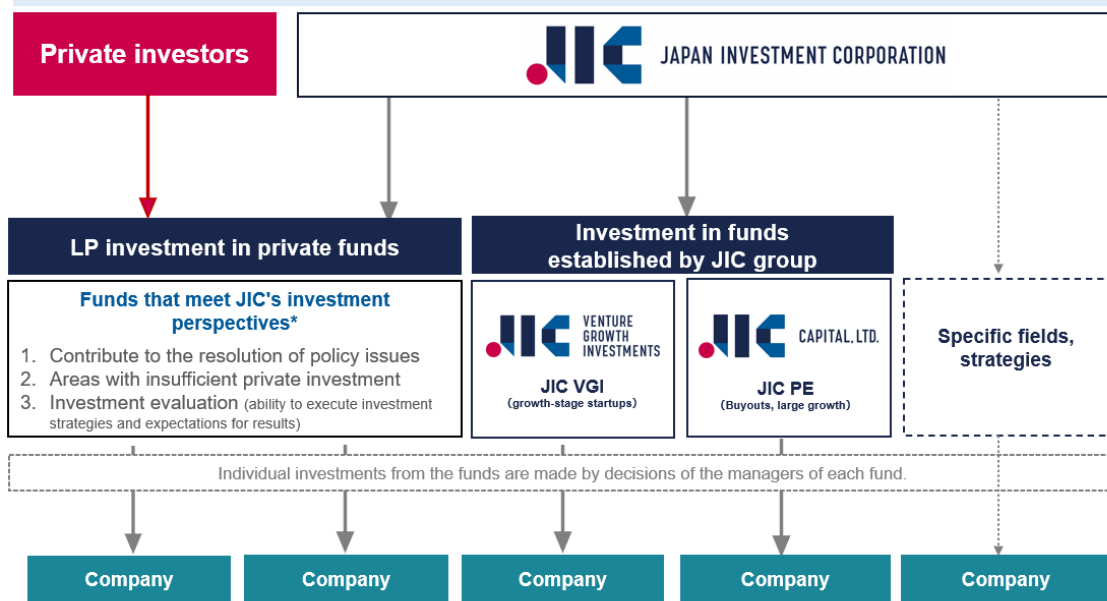 Private investors
JIC JAPAN INVESTMENT CORPORATION
LP investment in private funds
Investment in funds
established by JIC group
Funds that meet JIC's investment
perspectives*
1. Contribute to the resolution of policy issues
2. Areas with insufficient private investment
3. Investment evaluation (ability to execute investment
strategies and expectations for results)
JIC VENTURE
GROWTH
INVESTMENTS
JIC VGI
(growth-stage startups)
JIC CAPITAL, LTD.
JIC PE
(Buyouts, large growth)
Specific fields,
strategies
Individual investments from the funds are made by decisions of the managers of each fund.
Company
Company
Company
Company
Company